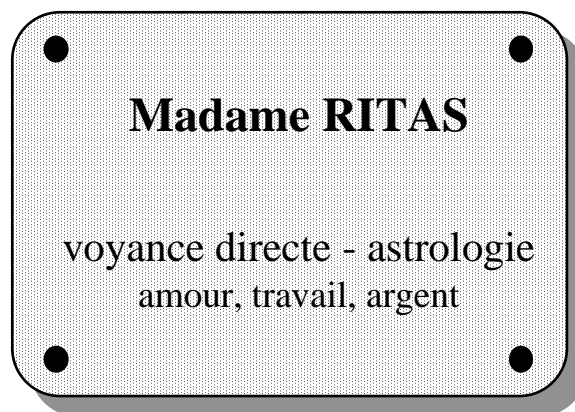 Madame RITAS
voyance directe - astrologie
amour, travail, argent